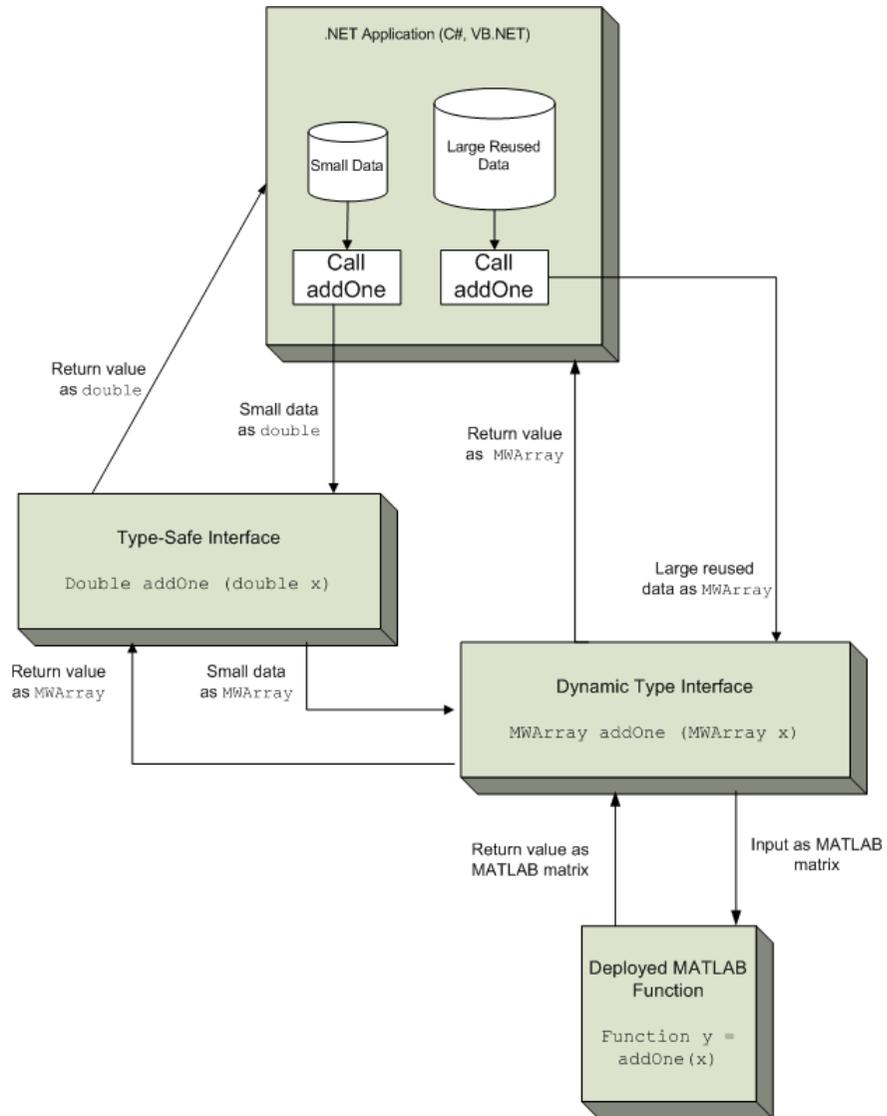 .NET Application (C#, VB.NET)
Small Data
Large Reused
Data
Call
addOne
Call
addOne
Return value
as double
Small data
as double
Return value
as MWArray
Large reused
data as MWArray
Type-Safe Interface
Double addOne (double x)
Return value
as MWArray
Small data
as MWArray
Dynamic Type Interface
MWArray addOne (MWArray x)
Return value as
MATLAB matrix
Input as MATLAB
matrix
Deployed MATLAB
Function
Function y =
addOne(x)